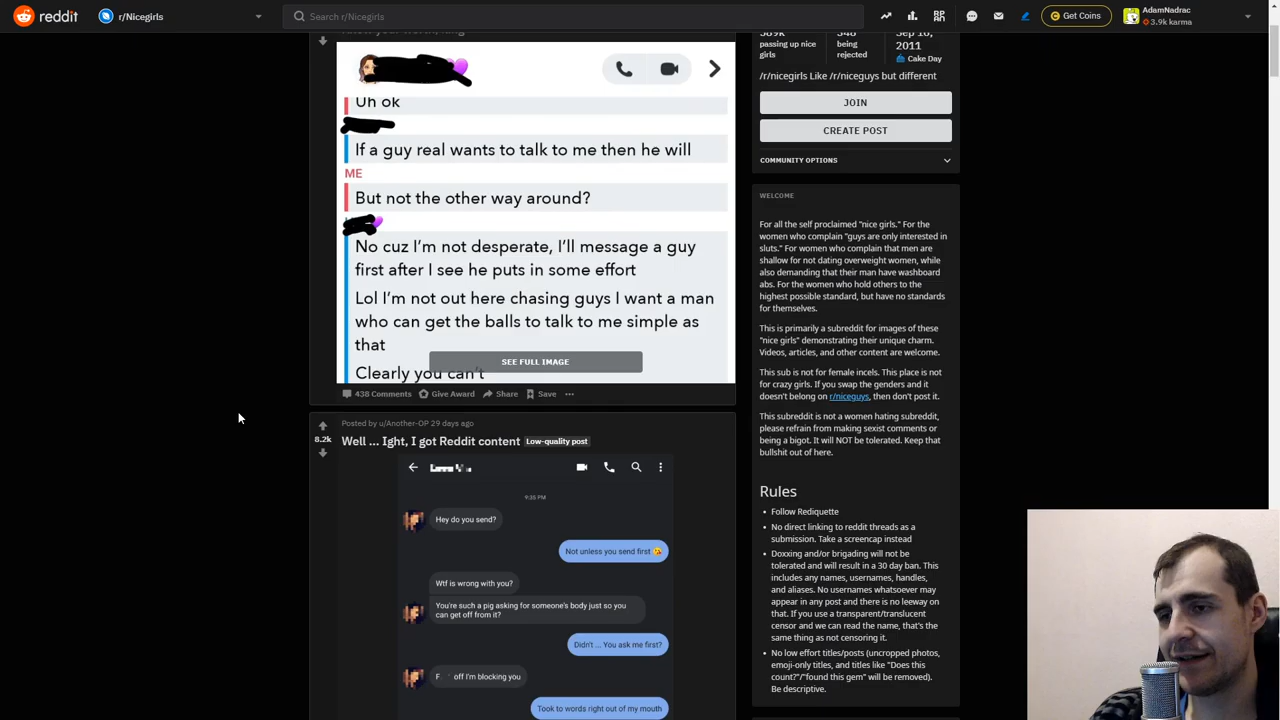 reddit
r/Nicegirls
Search r/Nicegirls
Get Coins
AdamNadrac
3.9k karma
Uh ok
If a guy real wants to talk to me then he will
ME
But not the other way around?
No cuz I'm not desperate, I'll message a guy
first after I see he puts in some effort
Lol I'm not out here chasing guys I want a man
who can get the balls to talk to me simple as
that
Clearly you can't
SEE FULL IMAGE
438 Comments
Give Award
Share
Save
Posted by u/Another-OP 29 days ago
8.2k
Well ... Ight, I got Reddit content
Low-quality post
9:35 PM
Hey do you send?
Not unless you send first 😘
Wtf is wrong with you?
You're such a pig asking for someone's body just so you
can get off from it?
Didn't ... You ask me first?
F off I'm blocking you
Took to words right out of my mouth
passing up nice
girls
being
rejected
2011
Cake Day
/r/nicegirls Like /r/niceguys but different
JOIN
CREATE POST
COMMUNITY OPTIONS
WELCOME
For all the self proclaimed "nice girls." For the
women who complain "guys are only interested in
sluts." For women who complain that men are
shallow for not dating overweight women, while
also demanding that their man have washboard
abs. For the women who hold others to the
highest possible standard, but have no standards
for themselves.
This is primarily a subreddit for images of these
"nice girls" demonstrating their unique charm.
Videos, articles, and other content are welcome.
This sub is not for female incels. This place is not
for crazy girls. If you swap the genders and it
doesn't belong on r/niceguys, then don't post it.
This subreddit is not a women hating subreddit,
please refrain from making sexist comments or
being a bigot. It will NOT be tolerated. Keep that
bullshit out of here.
Rules
• Follow Rediquette
• No direct linking to reddit threads as a
submission. Take a screencap instead
• Doxxing and/or brigading will not be
tolerated and will result in a 30 day ban. This
includes any names, usernames, handles,
and aliases. No usernames whatsoever may
appear in any post and there is no leeway on
that. If you use a transparent/translucent
censor and we can read the name, that's the
same thing as not censoring it.
• No low effort titles/posts (uncropped photos,
emoji-only titles, and titles like "Does this
count?"/"found this gem" will be removed).
Be descriptive.